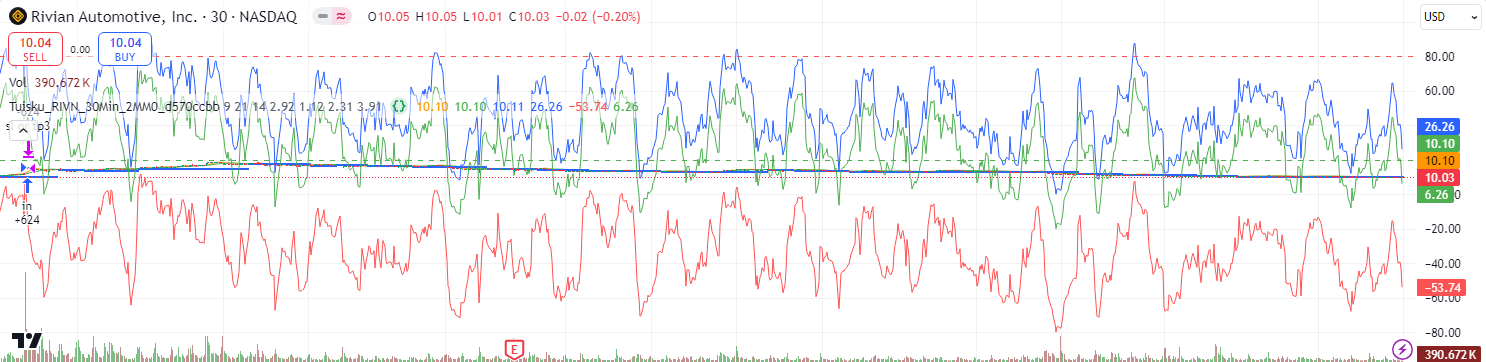 Rivian Automotive, Inc. · 30 · NASDAQ O10.05 H10.05 L10.01 C10.03 −0.02 (−0.20%) USD
10.04 SELL 0.00 10.04 BUY
Vol 390.672 K
Tuisku_RIVN_30Min_2MM0_d570ccbb 9 21 14 2.92 1.12 2.31 3.91 10.10 10.10 10.11 26.26 −53.74 6.26
-624
in
+624
E
80.00
60.00
26.26
10.10
10.10
10.03
6.26
−20.00
−40.00
−53.74
−60.00
−80.00
390.672 K